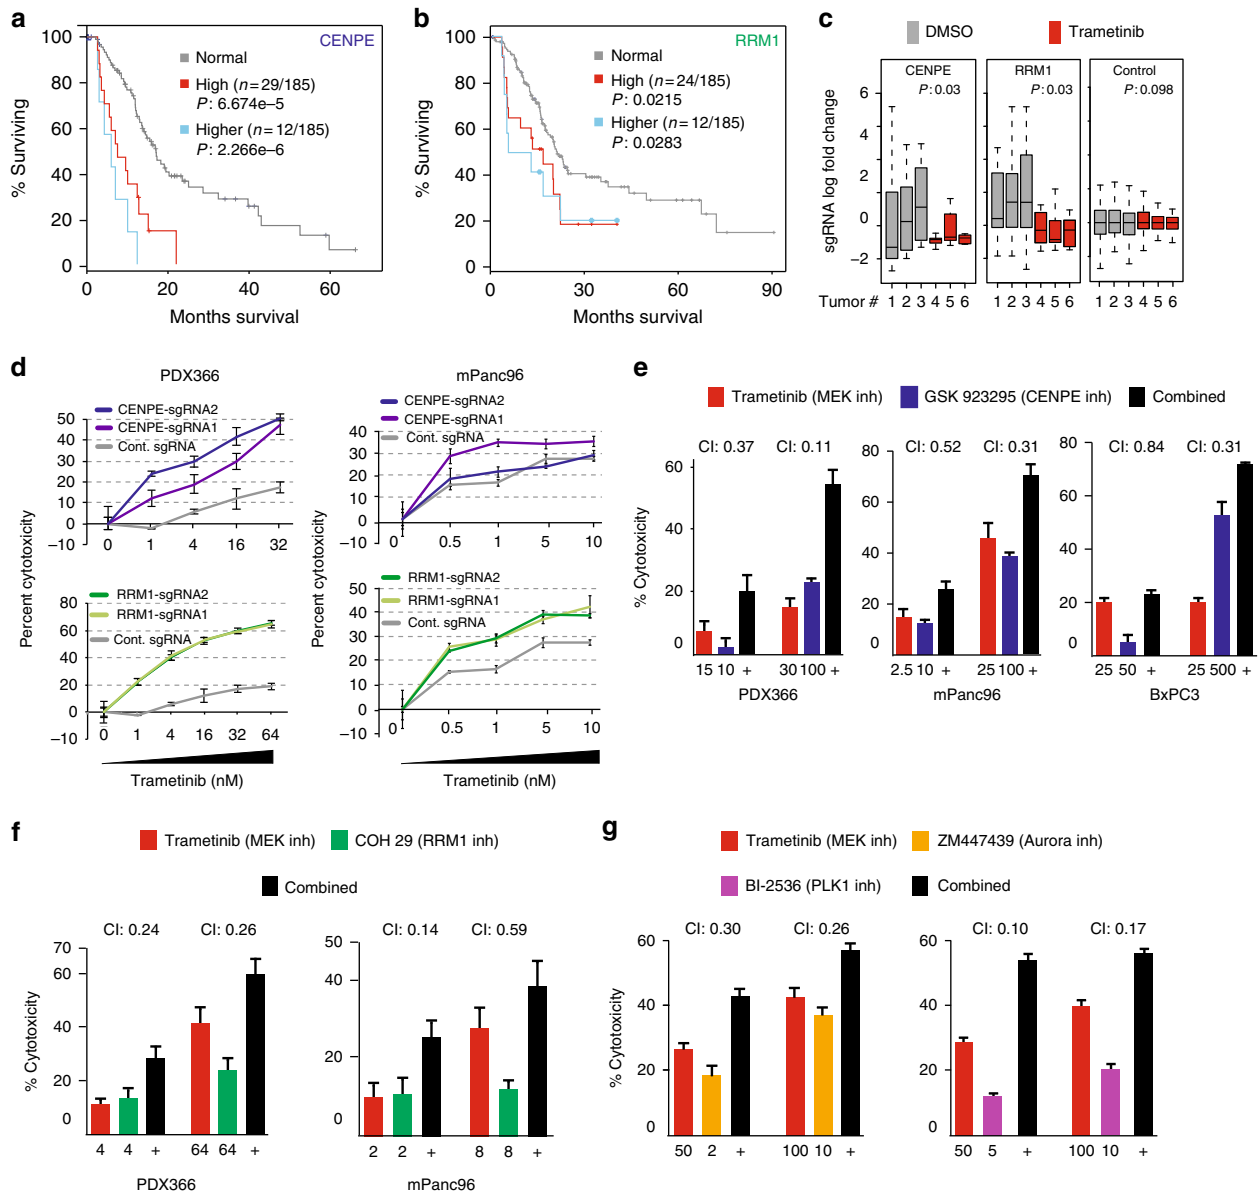 a
CENPE
Normal
High (n = 29/185)
P: 6.674e–5
Higher (n = 12/185)
P: 2.266e–6
% Surviving
100
80
60
40
20
0
0 20 40 60
Months survival
b
RRM1
Normal
High (n = 24/185)
P: 0.0215
Higher (n = 12/185)
P: 0.0283
% Surviving
100
80
60
40
20
0
0 30 60 90
Months survival
c
DMSO
Trametinib
CENPE
P: 0.03
RRM1
P: 0.03
Control
P: 0.098
sgRNA log fold change
6
4
2
0
–2
Tumor # 1 2 3 4 5 6 1 2 3 4 5 6 1 2 3 4 5 6
d
PDX366
Percent cytotoxicity
CENPE-sgRNA2
CENPE-sgRNA1
Cont. sgRNA
50
40
30
20
10
0
–10
0 1 4 16 32
RRM1-sgRNA2
RRM1-sgRNA1
Cont. sgRNA
80
60
40
20
0
–10
0 1 4 16 32 64
Trametinib (nM)
mPanc96
Percent cytotoxicity
CENPE-sgRNA2
CENPE-sgRNA1
Cont. sgRNA
40
30
20
10
0
–10
0 0.5 1 5 10
RRM1-sgRNA2
RRM1-sgRNA1
Cont. sgRNA
50
40
30
20
10
0
–10
0 0.5 1 5 10
Trametinib (nM)
e
Trametinib (MEK inh)
GSK 923295 (CENPE inh)
Combined
% Cytotoxicity
CI: 0.37 CI: 0.11
60
40
20
0
15 10 + 30 100 +
PDX366
CI: 0.52 CI: 0.31
80
60
40
20
0
2.5 10 + 25 100 +
mPanc96
CI: 0.84 CI: 0.31
80
60
40
20
0
25 50 + 25 500 +
BxPC3
f
Trametinib (MEK inh)
COH 29 (RRM1 inh)
Combined
% Cytotoxicity
CI: 0.24 CI: 0.26
70
60
40
20
0
4 4 + 64 64 +
PDX366
CI: 0.14 CI: 0.59
50
40
20
0
2 2 + 8 8 +
mPanc96
g
Trametinib (MEK inh)
ZM447439 (Aurora inh)
BI-2536 (PLK1 inh)
Combined
% Cytotoxicity
CI: 0.30 CI: 0.26
60
40
20
0
50 2 + 100 10 +
CI: 0.10 CI: 0.17
60
40
20
0
50 5 + 100 10 +